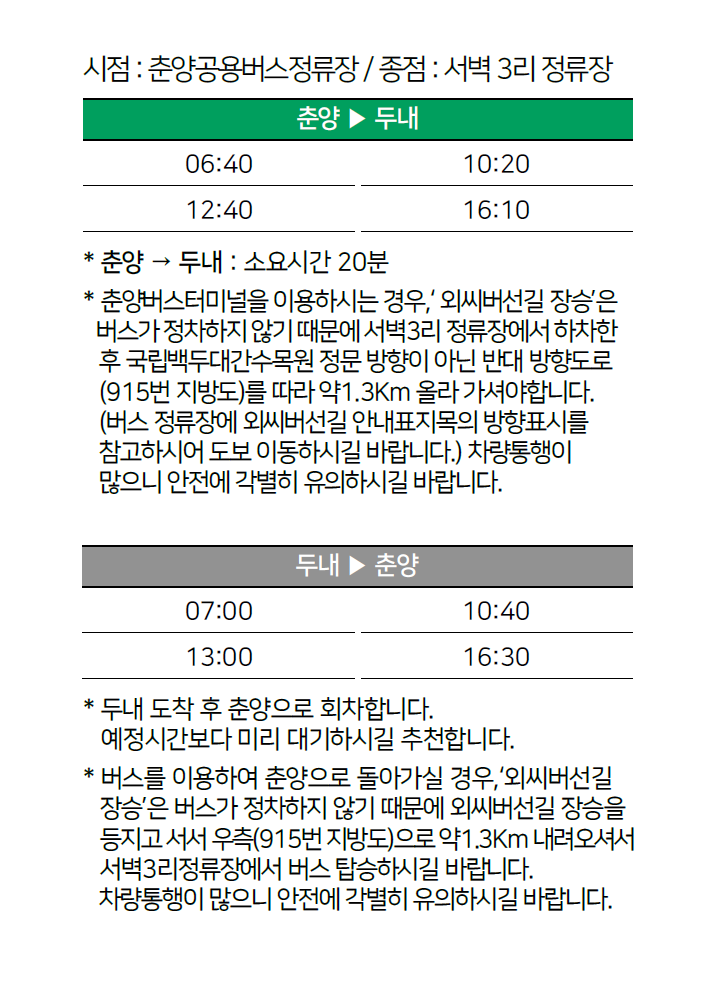 시점 : 춘양공용버스정류장 / 종점 : 서벽 3리 정류장
춘양 ▶ 두내
06:40 10:20
12:40 16:10
* 춘양 → 두내 : 소요시간 20분
* 춘양버스터미널을 이용하시는 경우,‘ 외씨버선길 장승’은
버스가 정차하지 않기 때문에 서벽3리 정류장에서 하차한
후 국립백두대간수목원 정문 방향이 아닌 반대 방향도로
(915번 지방도)를 따라 약1.3Km 올라 가셔야합니다.
(버스 정류장에 외씨버선길 안내표지목의 방향표시를
참고하시어 도보 이동하시길 바랍니다.) 차량통행이
많으니 안전에 각별히 유의하시길 바랍니다.
두내 ▶ 춘양
07:00 10:40
13:00 16:30
* 두내 도착 후 춘양으로 회차합니다.
예정시간보다 미리 대기하시길 추천합니다.
* 버스를 이용하여 춘양으로 돌아가실 경우,‘외씨버선길
장승’은 버스가 정차하지 않기 때문에 외씨버선길 장승을
등지고 서서 우측(915번 지방도)으로 약1.3Km 내려오셔서
서벽3리정류장에서 버스 탑승하시길 바랍니다.
차량통행이 많으니 안전에 각별히 유의하시길 바랍니다.